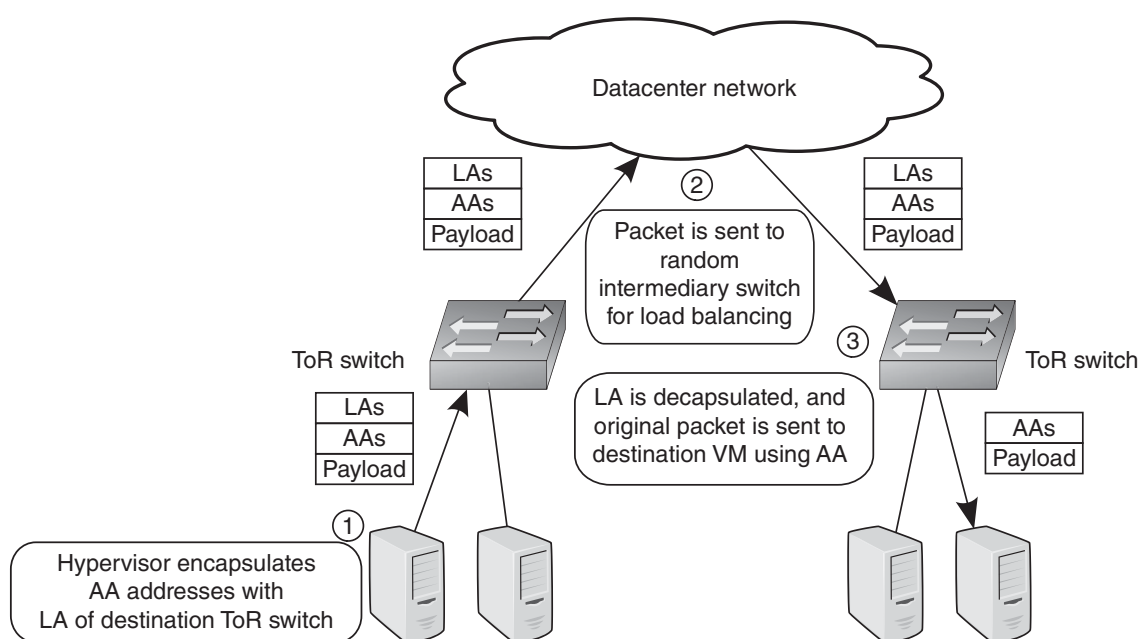 Datacenter network
LAs
AAs
Payload
②
LAs
AAs
Payload
Packet is sent to
random
intermediary switch
for load balancing
ToR switch
③
ToR switch
LAs
AAs
Payload
LA is decapsulated, and
original packet is sent to
destination VM using AA
AAs
Payload
①
Hypervisor encapsulates
AA addresses with
LA of destination ToR switch